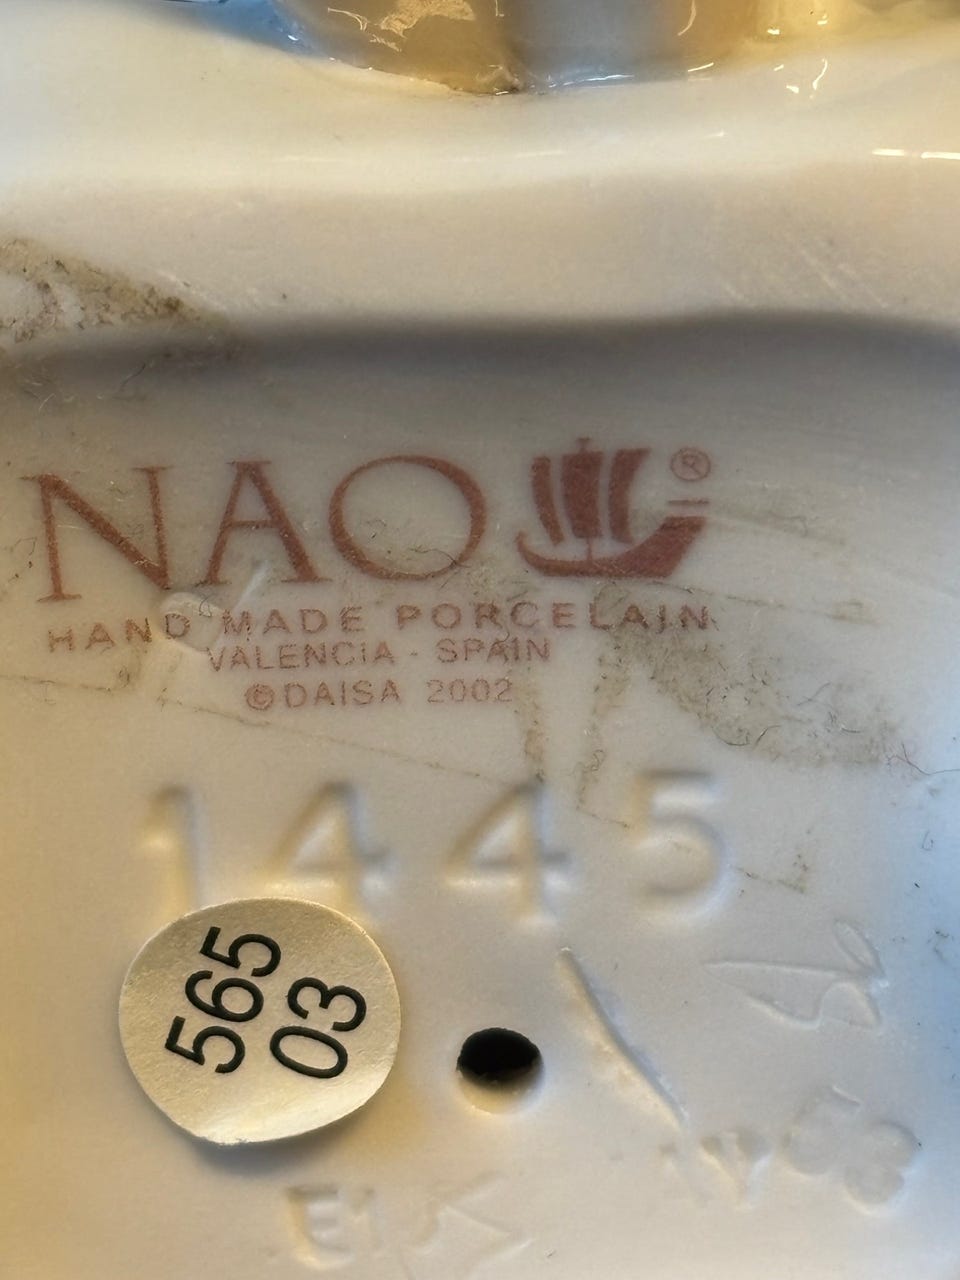 NAO ®
HAND MADE PORCELAIN
VALENCIA - SPAIN
© DAISA 2002
1445
565
03